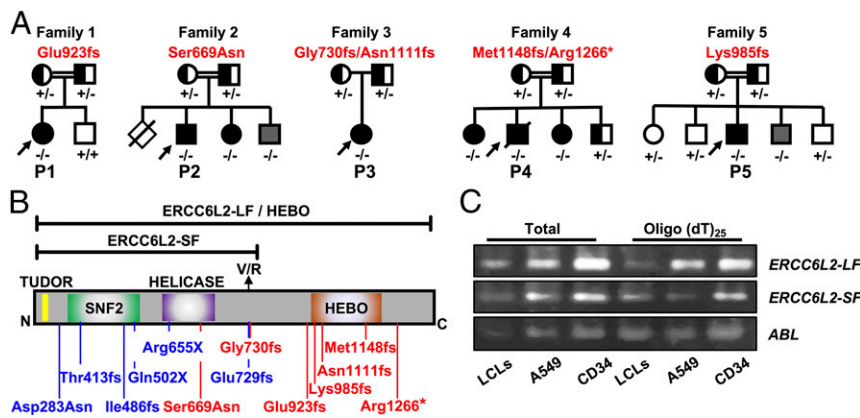 A
Family 1 Family 2 Family 3 Family 4 Family 5
Glu923fs Ser669Asn Gly730fs/Asn1111fs Met1148fs/Arg1266* Lys985fs
+/- +/- +/- +/- +/- +/- +/- +/- +/- +/-
-/- +/+ -/- -/- -/- -/- -/- -/- -/- +/- +/- -/- -/- +/-
P1 P2 P3 P4 P5
B
ERCC6L2-LF / HEBO
ERCC6L2-SF
V/R
TUDOR HELICASE
SNF2 HEBO
N C
Arg655X Gly730fs Met1148fs
Thr413fs Gln502X Glu729fs Asn1111fs
Lys985fs
Asp283Asn Ile486fs Ser669Asn Glu923fs Arg1266*
C
Total Oligo (dT)25
ERCC6L2-LF
ERCC6L2-SF
ABL
LCLs A549 CD34 LCLs A549 CD34